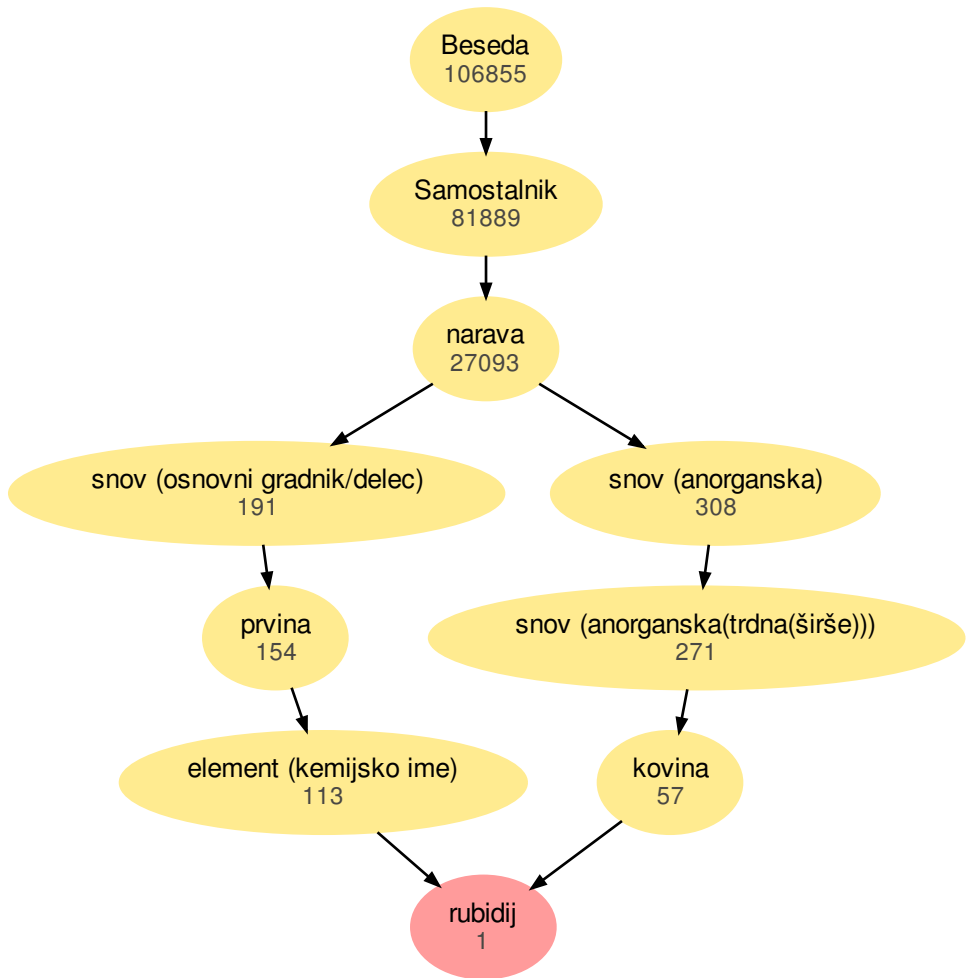 Beseda
106855
Samostalnik
81889
narava
27093
snov (osnovni gradnik/delec)
191
snov (anorganska)
308
prvina
154
snov (anorganska(trdna(širše)))
271
element (kemijsko ime)
113
kovina
57
rubidij
1